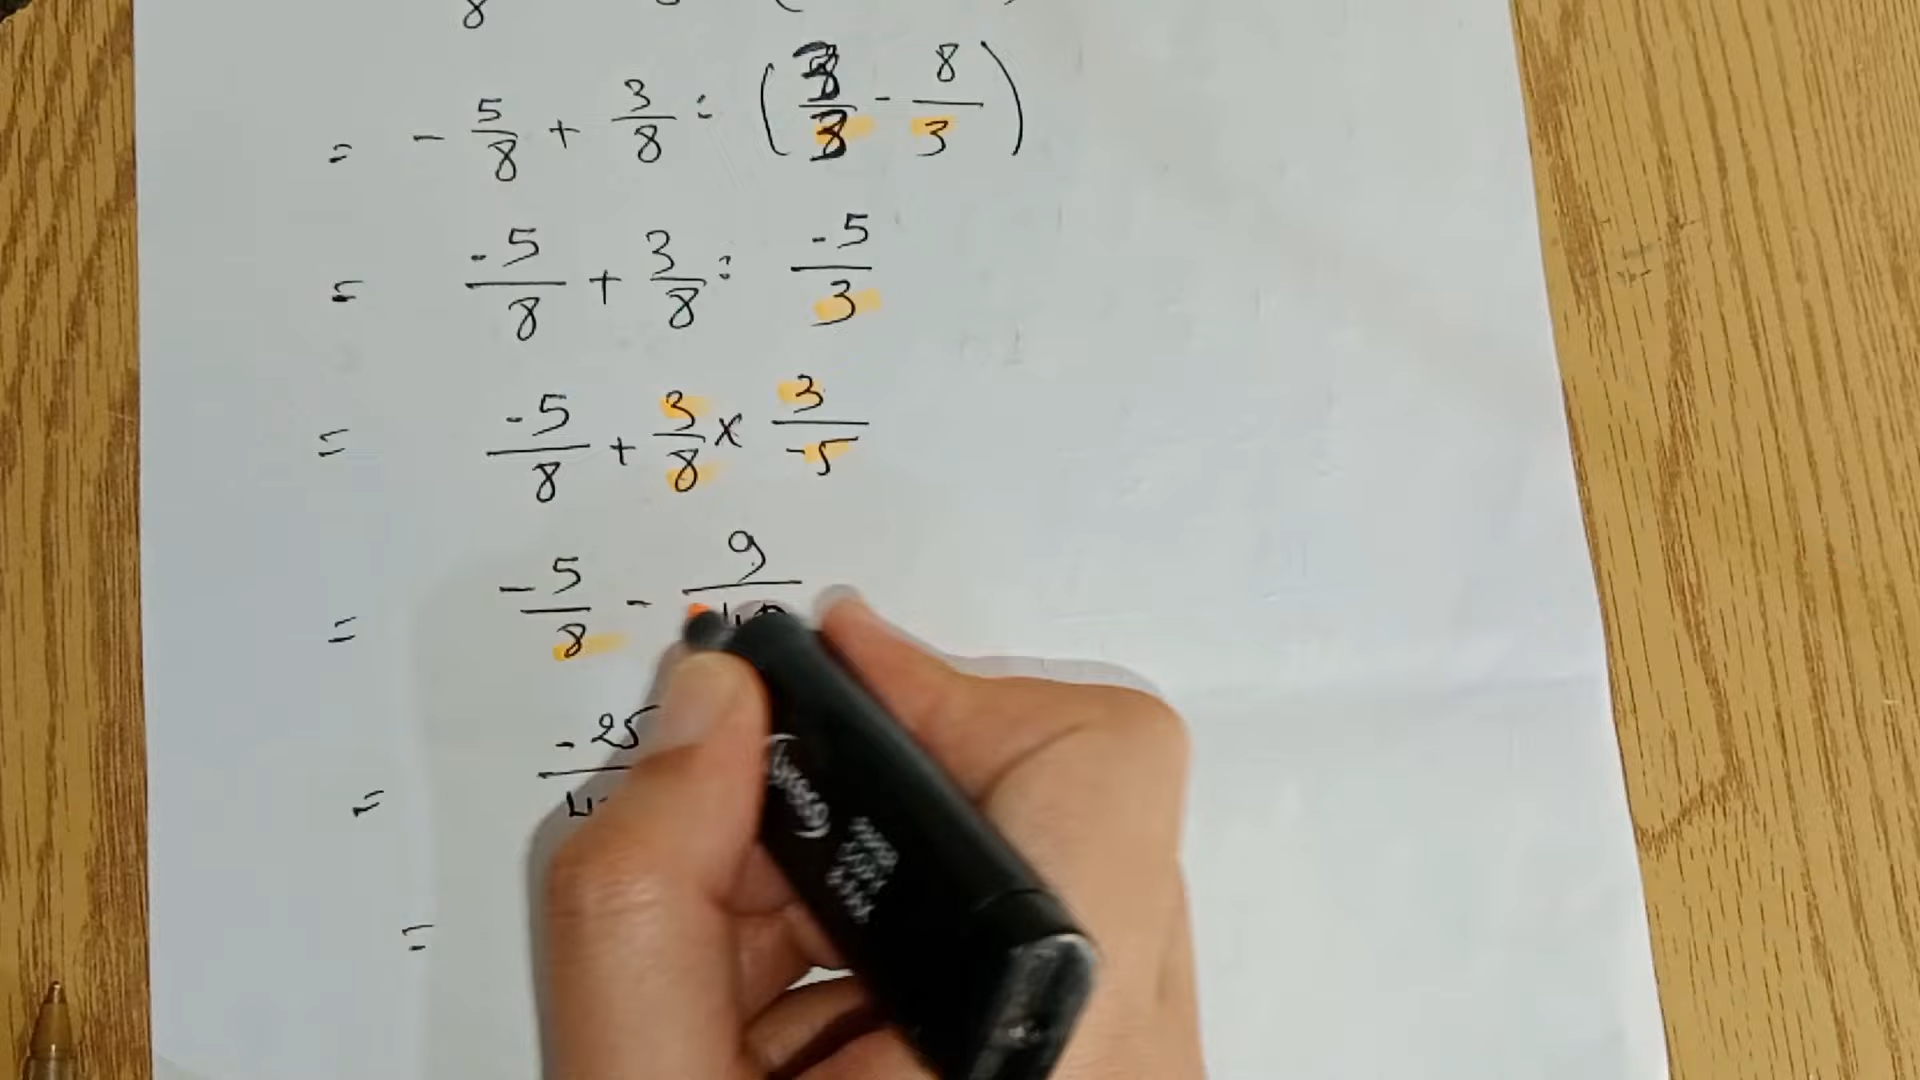 = - 5/8 + 3/8 : ( 3/3 - 8/3 )
= -5/8 + 3/8 : -5/3
= -5/8 + 3/8 x 3/-5
= -5/8 - 9/40
= -25/
=